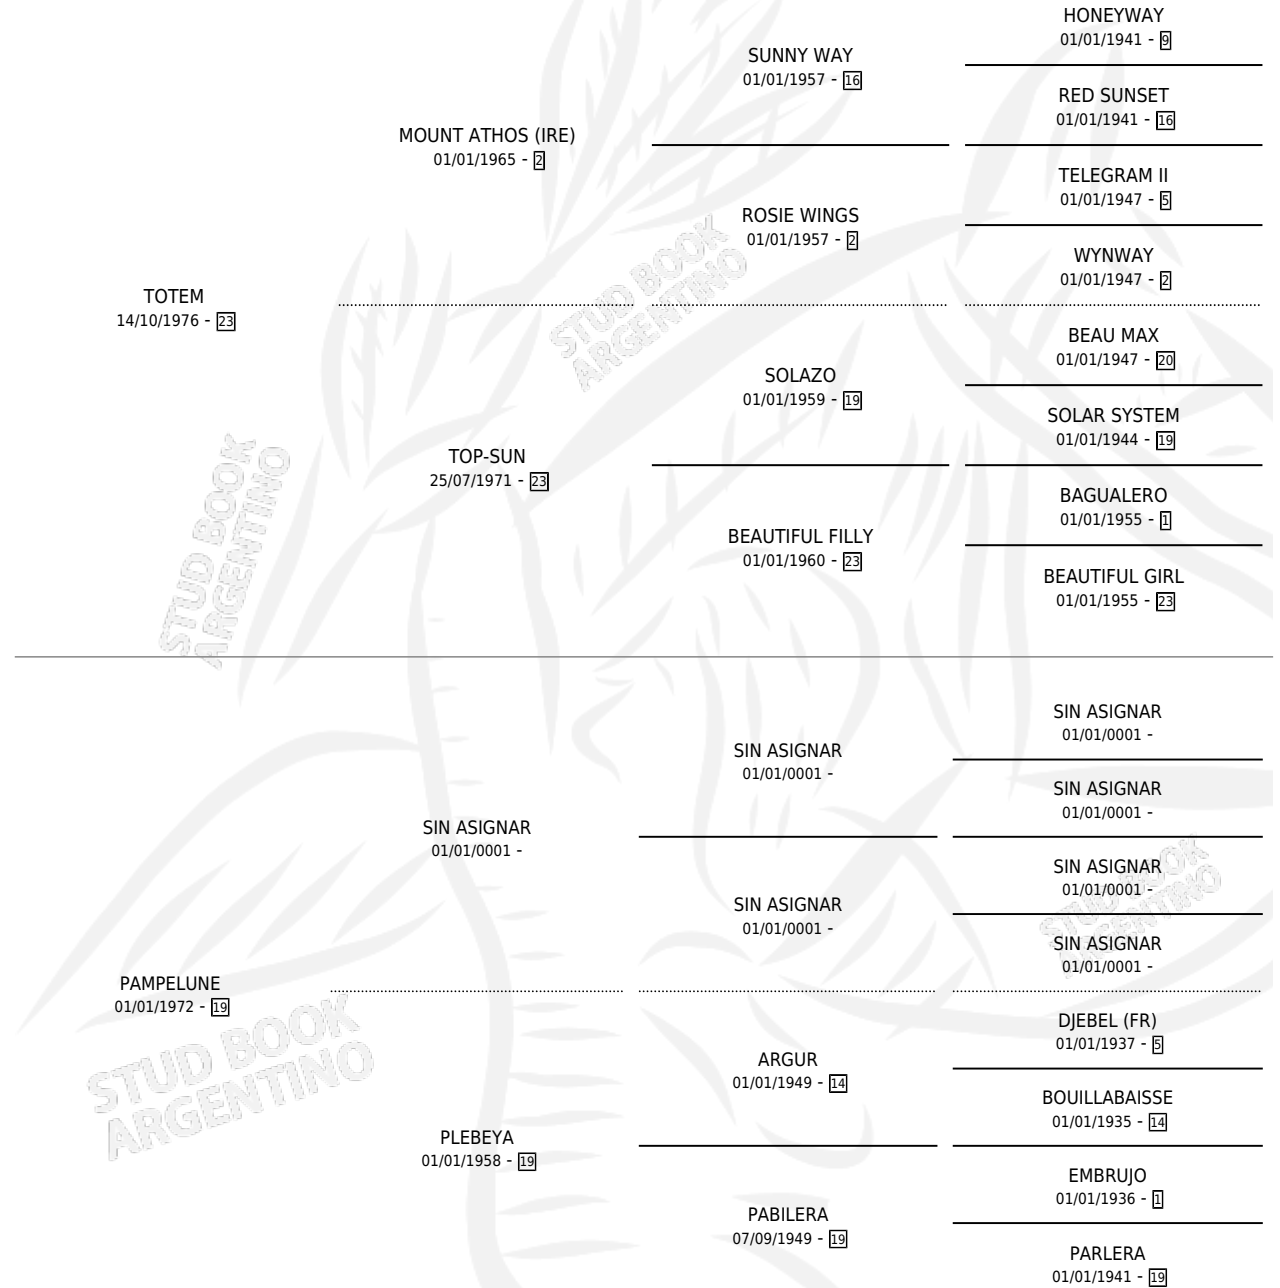 HONEYWAY
01/01/1941 - 9
SUNNY WAY
01/01/1957 - 16
RED SUNSET
01/01/1941 - 16
MOUNT ATHOS (IRE)
01/01/1965 - 2
TELEGRAM II
01/01/1947 - 5
ROSIE WINGS
01/01/1957 - 2
WYNWAY
01/01/1947 - 2
TOTEM
14/10/1976 - 23
BEAU MAX
01/01/1947 - 20
SOLAZO
01/01/1959 - 19
SOLAR SYSTEM
01/01/1944 - 19
TOP-SUN
25/07/1971 - 23
BAGUALERO
01/01/1955 - 1
BEAUTIFUL FILLY
01/01/1960 - 23
BEAUTIFUL GIRL
01/01/1955 - 23
STUD BOOK
ARGENTINO
STUD BOOK
ARGENTINO
SIN ASIGNAR
01/01/0001 -
SIN ASIGNAR
01/01/0001 -
SIN ASIGNAR
01/01/0001 -
SIN ASIGNAR
01/01/0001 -
SIN ASIGNAR
01/01/0001 -
SIN ASIGNAR
01/01/0001 -
SIN ASIGNAR
01/01/0001 -
STUD BOOK
ARGENTINO
PAMPELUNE
01/01/1972 - 19
DJEBEL (FR)
01/01/1937 - 5
ARGUR
01/01/1949 - 14
BOUILLABAISSE
01/01/1935 - 14
PLEBEYA
01/01/1958 - 19
EMBRUJO
01/01/1936 - 1
PABILERA
07/09/1949 - 19
PARLERA
01/01/1941 - 19
STUD BOOK
ARGENTINO